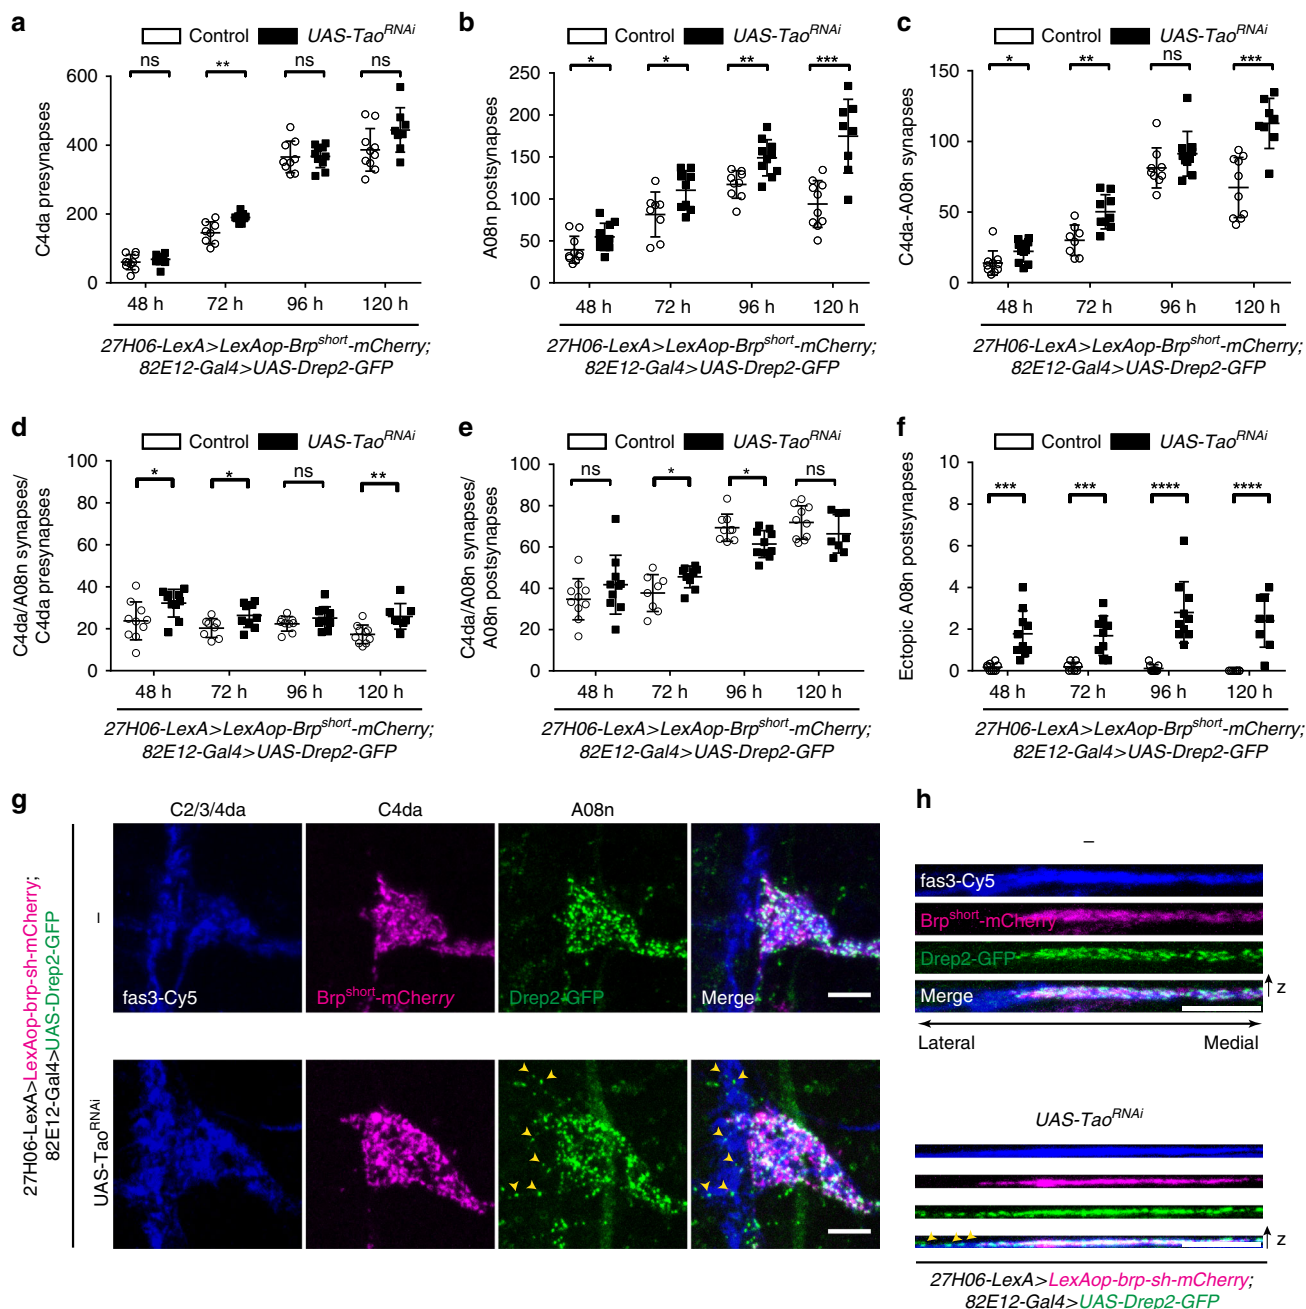 a
Control
UAS-Tao^RNAi
ns
**
ns
ns
C4da presynapses
600
400
200
0
48 h
72 h
96 h
120 h
27H06-LexA>LexAop-Brp^short-mCherry;
82E12-Gal4>UAS-Drep2-GFP
b
Control
UAS-Tao^RNAi
*
*
**
***
A08n postsynapses
250
200
150
100
50
0
48 h
72 h
96 h
120 h
27H06-LexA>LexAop-Brp^short-mCherry;
82E12-Gal4>UAS-Drep2-GFP
c
Control
UAS-Tao^RNAi
*
**
ns
***
C4da-A08n synapses
150
100
50
0
48 h
72 h
96 h
120 h
27H06-LexA>LexAop-Brp^short-mCherry;
82E12-Gal4>UAS-Drep2-GFP
d
Control
UAS-Tao^RNAi
*
*
ns
**
C4da/A08n synapses/
C4da presynapses
100
80
60
40
20
0
48 h
72 h
96 h
120 h
27H06-LexA>LexAop-Brp^short-mCherry;
82E12-Gal4>UAS-Drep2-GFP
e
Control
UAS-Tao^RNAi
ns
*
*
ns
C4da/A08n synapses/
A08n postsynapses
100
80
60
40
20
0
48 h
72 h
96 h
120 h
27H06-LexA>LexAop-Brp^short-mCherry;
82E12-Gal4>UAS-Drep2-GFP
f
Control
UAS-Tao^RNAi
***
***
****
****
Ectopic A08n postsynapses
10
8
6
4
2
0
48 h
72 h
96 h
120 h
27H06-LexA>LexAop-Brp^short-mCherry;
82E12-Gal4>UAS-Drep2-GFP
g
C2/3/4da
C4da
A08n
27H06-LexA>LexAop-brp-sh-mCherry;
82E12-Gal4>UAS-Drep2-GFP
–
fas3-Cy5
Brp^short-mCherry
Drep2-GFP
Merge
UAS-Tao^RNAi
h
–
fas3-Cy5
Brp^short-mCherry
Drep2-GFP
Merge
z
Lateral
Medial
UAS-Tao^RNAi
z
27H06-LexA>LexAop-brp-sh-mCherry;
82E12-Gal4>UAS-Drep2-GFP